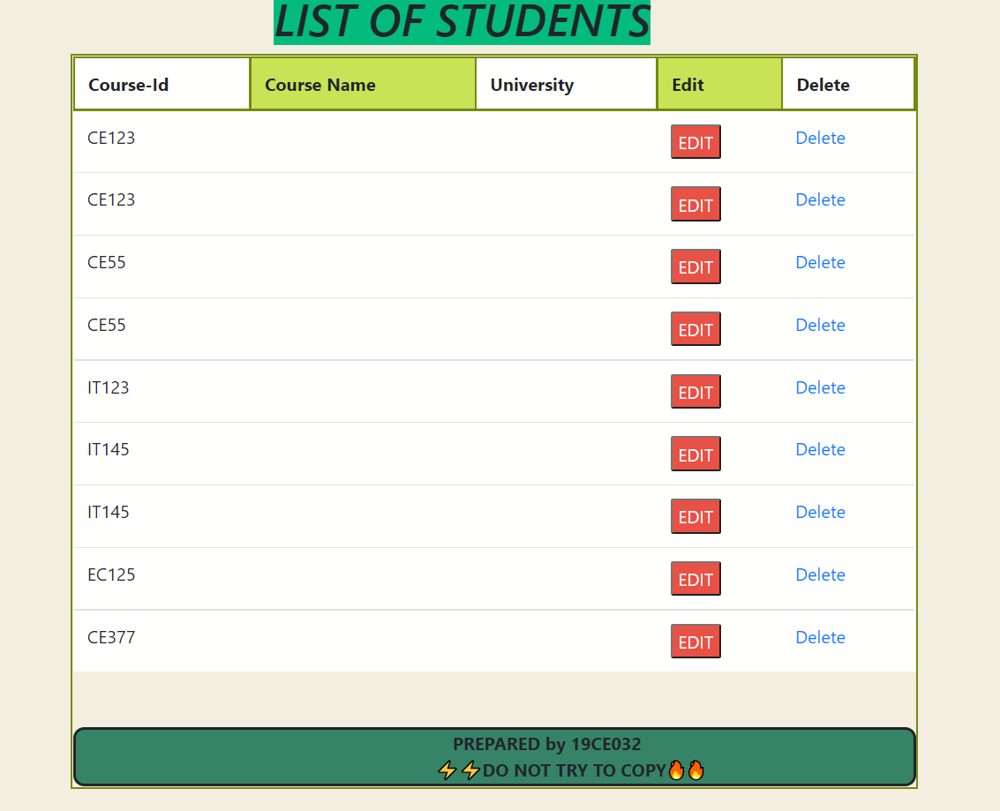 LIST OF STUDENTS
Course-Id Course Name University Edit Delete
CE123 EDIT Delete
CE123 EDIT Delete
CE55 EDIT Delete
CE55 EDIT Delete
IT123 EDIT Delete
IT145 EDIT Delete
IT145 EDIT Delete
EC125 EDIT Delete
CE377 EDIT Delete
PREPARED by 19CE032
⚡⚡DO NOT TRY TO COPY🔥🔥